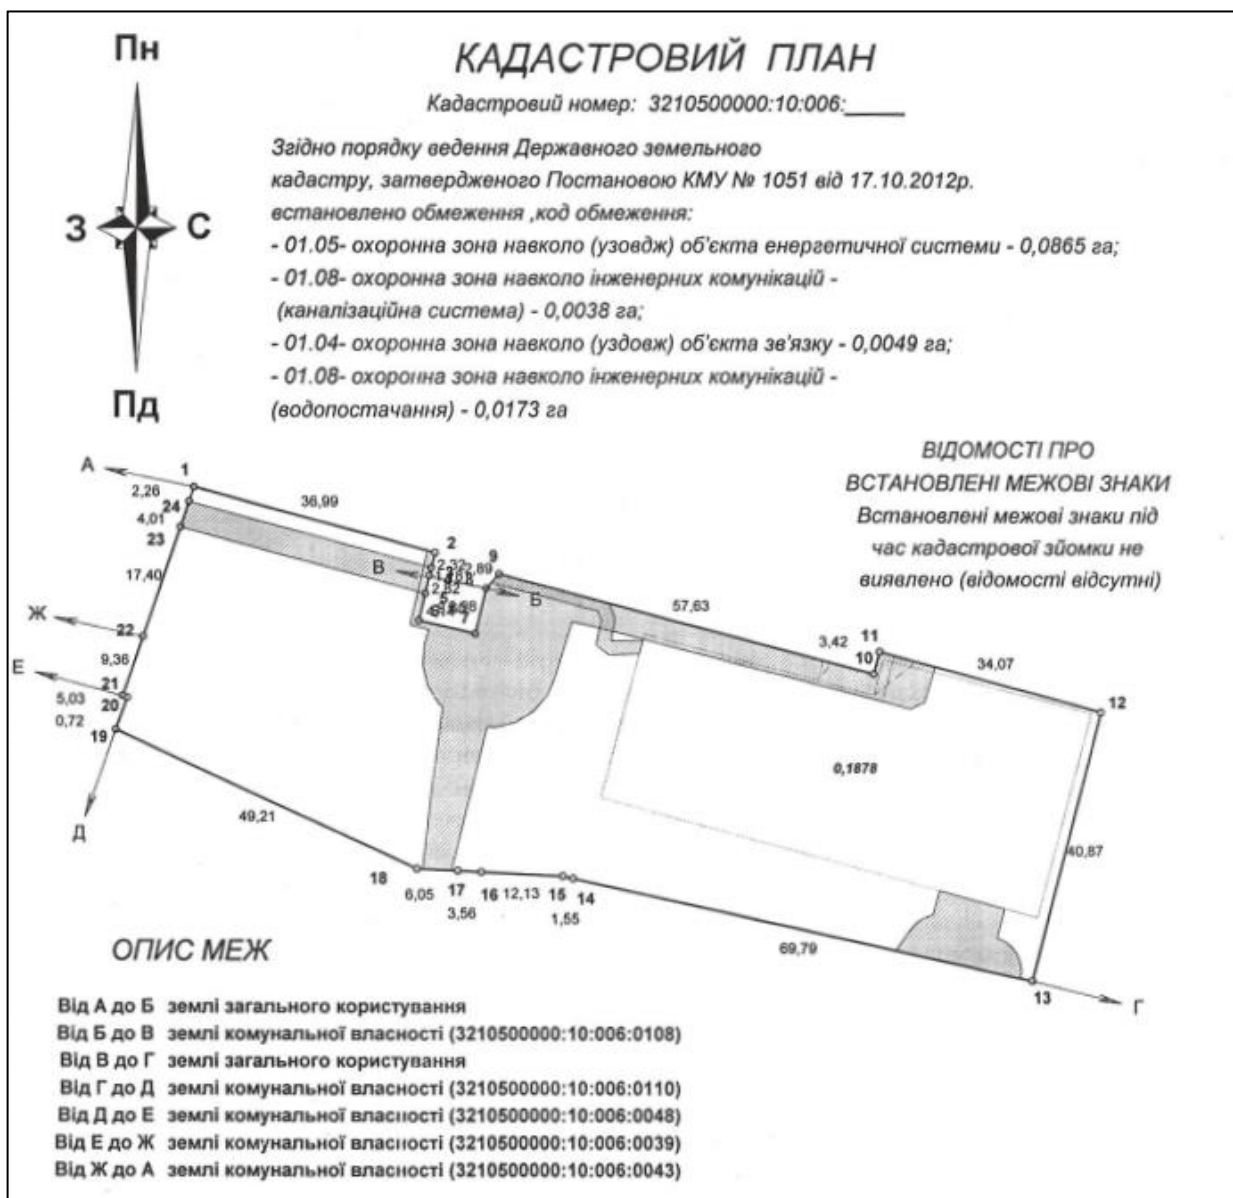 Пн
КАДАСТРОВИЙ ПЛАН
Кадастровий номер: 3210500000:10:006:_____
Згідно порядку ведення Державного земельного
кадастру, затвердженого Постановою КМУ № 1051 від 17.10.2012р.
встановлено обмеження ,код обмеження:
З
С
- 01.05- охоронна зона навколо (узовдж) об'єкта енергетичної системи - 0,0865 га;
- 01.08- охоронна зона навколо інженерних комунікацій -
(каналізаційна система) - 0,0038 га;
- 01.04- охоронна зона навколо (уздовж) об'єкта зв'язку - 0,0049 га;
- 01.08- охоронна зона навколо інженерних комунікацій -
(водопостачання) - 0,0173 га
Пд
ВІДОМОСТІ ПРО
ВСТАНОВЛЕНІ МЕЖОВІ ЗНАКИ
Встановлені межові знаки під
час кадастрової зйомки не
виявлено (відомості відсутні)
А
1
2,26
24
36,99
4,01
23
2
9
2,32
2,89
В
Б
17,40
7
57,63
3,42
11
10
34,07
12
Ж
22
9,36
Е
21
5,03
20
0,72
19
0,1878
Д
49,21
40,87
18
6,05
17
3,56
16
12,13
15
1,55
14
69,79
13
Г
ОПИС МЕЖ
Від А до Б землі загального користування
Від Б до В землі комунальної власності (3210500000:10:006:0108)
Від В до Г землі загального користування
Від Г до Д землі комунальної власності (3210500000:10:006:0110)
Від Д до Е землі комунальної власності (3210500000:10:006:0048)
Від Е до Ж землі комунальної власності (3210500000:10:006:0039)
Від Ж до А землі комунальної власності (3210500000:10:006:0043)